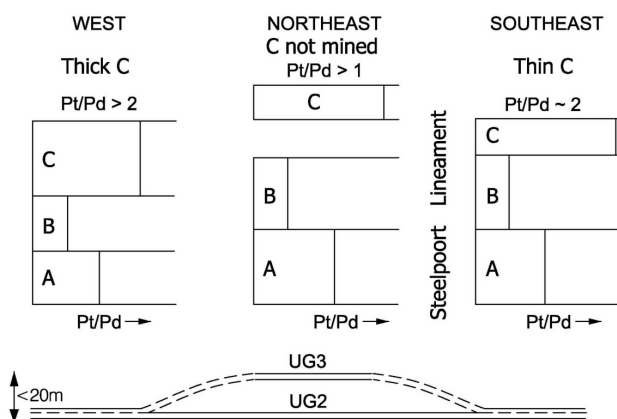 WEST
Thick C
Pt/Pd > 2
C
B
A
Pt/Pd
NORTHEAST
C not mined
Pt/Pd > 1
C
B
A
Pt/Pd
Steelpoort Lineament
SOUTHEAST
Thin C
Pt/Pd ~ 2
C
B
A
Pt/Pd
<20m
UG3
UG2